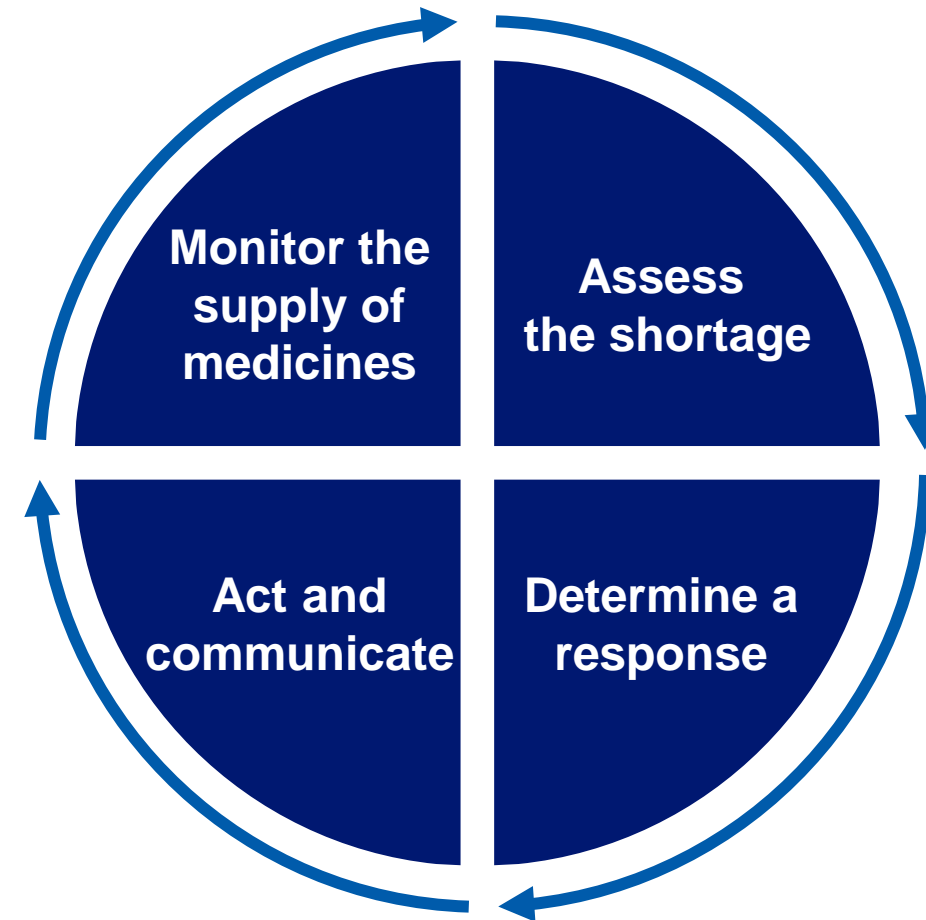 Monitor the
supply of
medicines
Assess
the shortage
Act and
communicate
Determine a
response